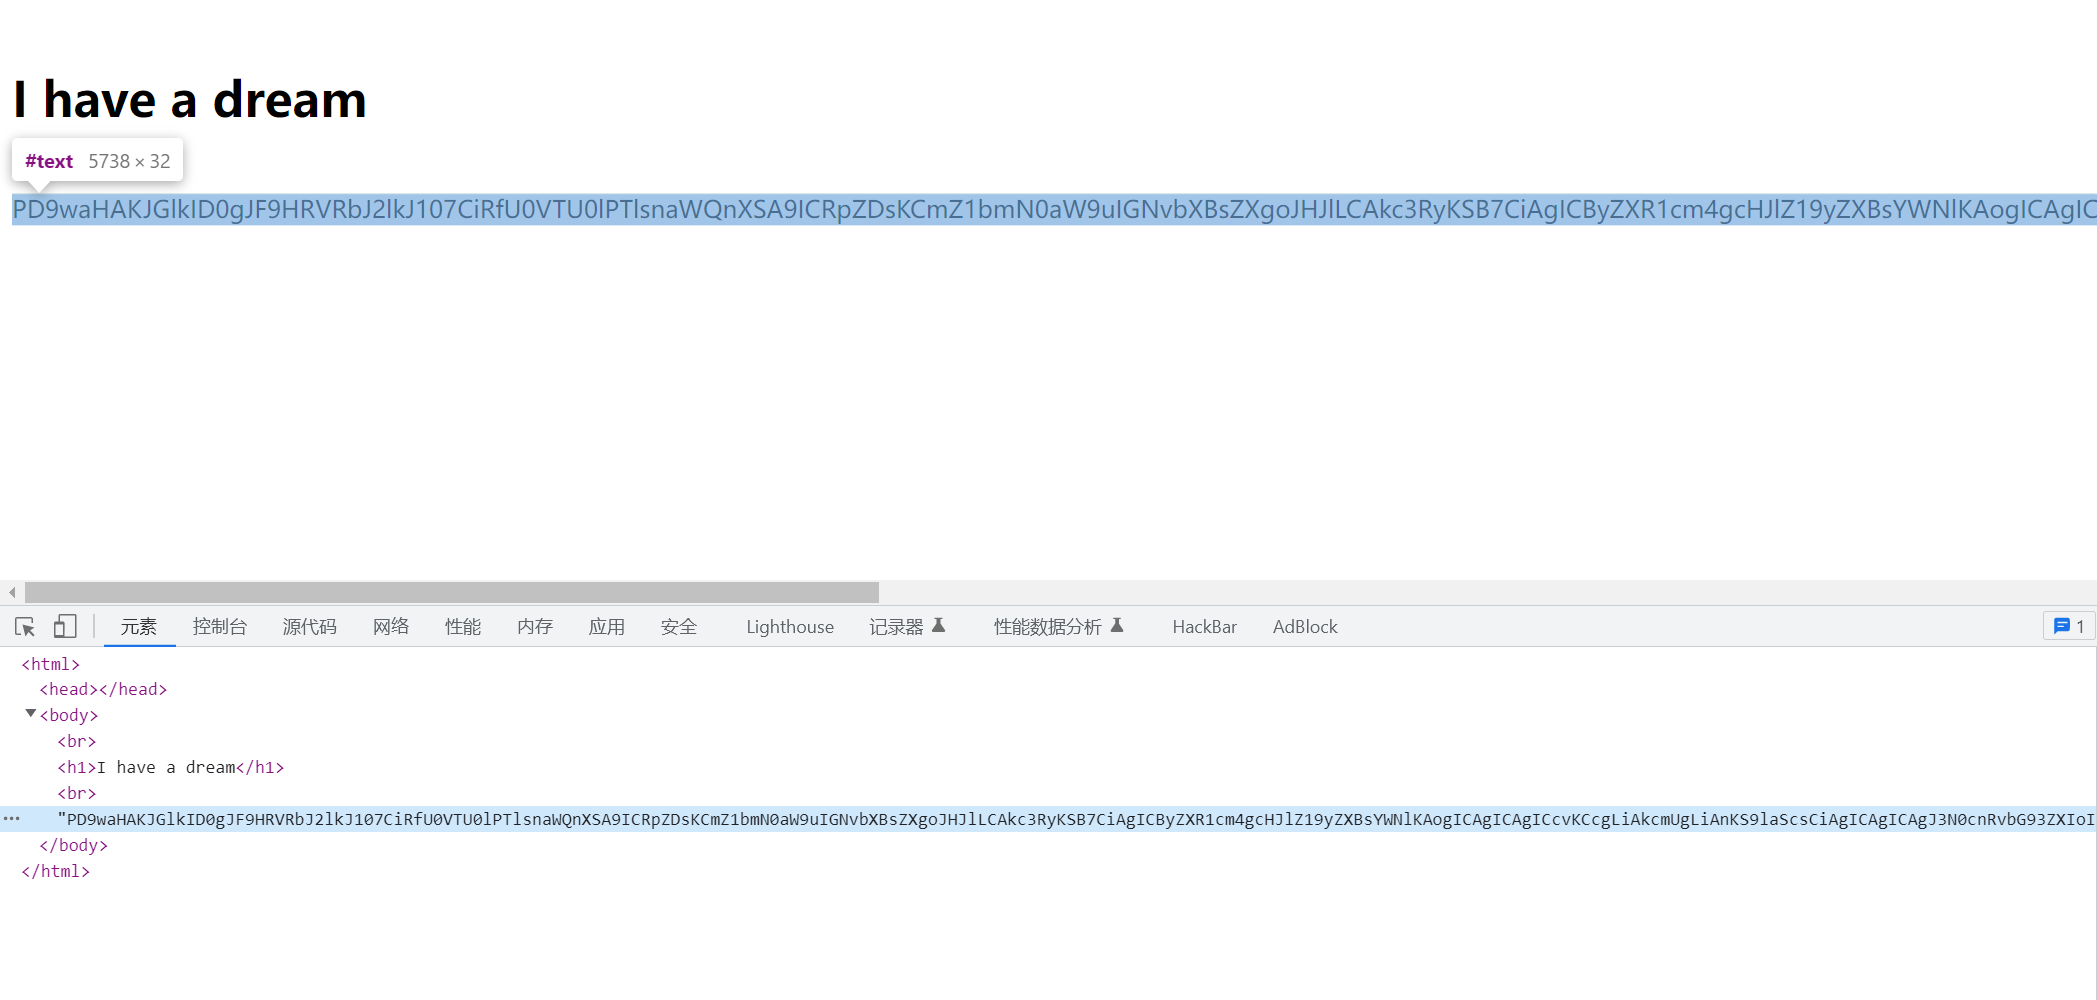 I have a dream
#text 5738 × 32
PD9waHAKJGlkID0gJF9HRVRbJ2lkJ107CiRfU0VTU0lPTlsnaWQnXSA9ICRpZDsKCmZ1bmN0aW9uIGNvbXBsZXgoJHJlLCAkc3RyKSB7CiAgICByZXR1cm4gcHJlZ19yZXBsYWNlKAogICAgIC
元素 控制台 源代码 网络 性能 内存 应用 安全 Lighthouse 记录器 性能数据分析 HackBar AdBlock 1
<html>
<head></head>
<body>
<br>
<h1>I have a dream</h1>
<br>
"PD9waHAKJGlkID0gJF9HRVRbJ2lkJ107CiRfU0VTU0lPTlsnaWQnXSA9ICRpZDsKCmZ1bmN0aW9uIGNvbXBsZXgoJHJlLCAkc3RyKSB7CiAgICByZXR1cm4gcHJlZ19yZXBsYWNlKAogICAgICAgICcvKCcgLiAkcmUgLiAnKS9laScsCiAgICAgICAgJ3N0cnRvbG93ZXIoI
</body>
</html>